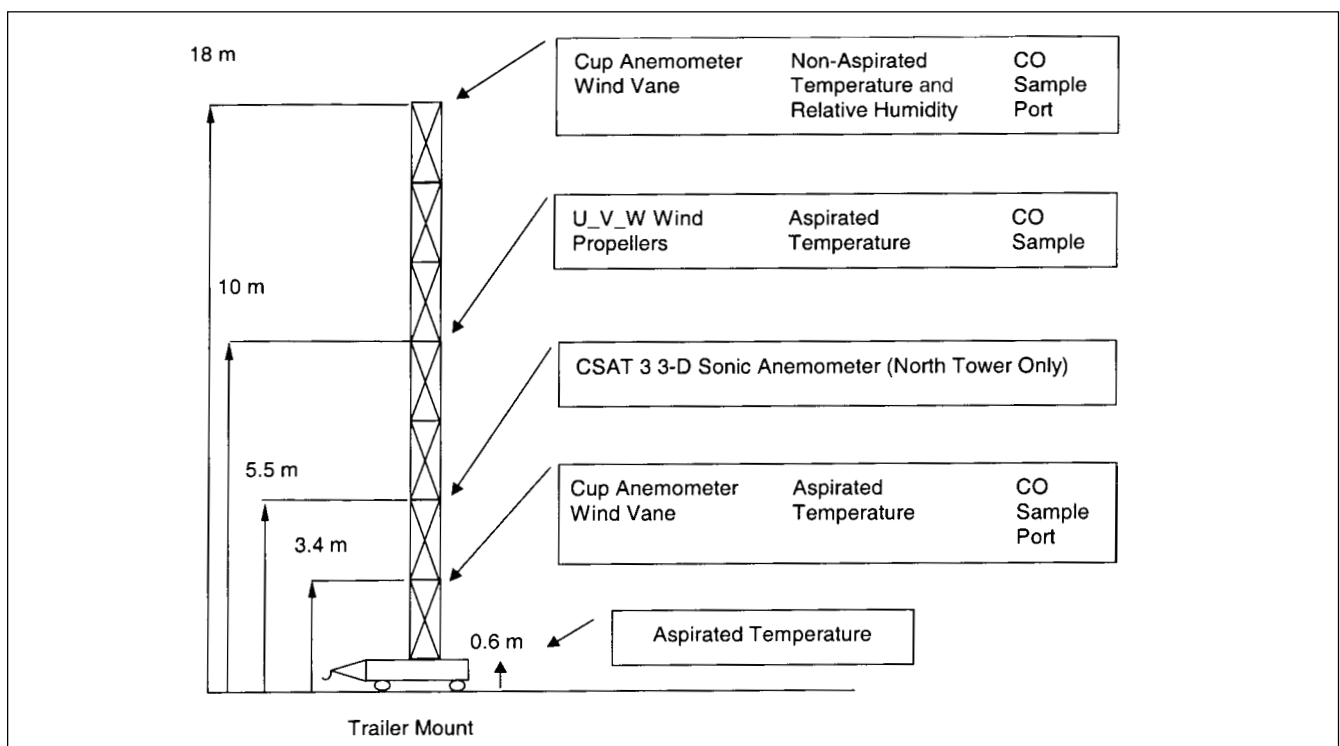 18 m
Cup Anemometer
Wind Vane
Non-Aspirated
Temperature and
Relative Humidity
CO
Sample
Port
10 m
U_V_W Wind
Propellers
Aspirated
Temperature
CO
Sample
5.5 m
CSAT 3 3-D Sonic Anemometer (North Tower Only)
3.4 m
Cup Anemometer
Wind Vane
Aspirated
Temperature
CO
Sample
Port
0.6 m
Aspirated Temperature
Trailer Mount